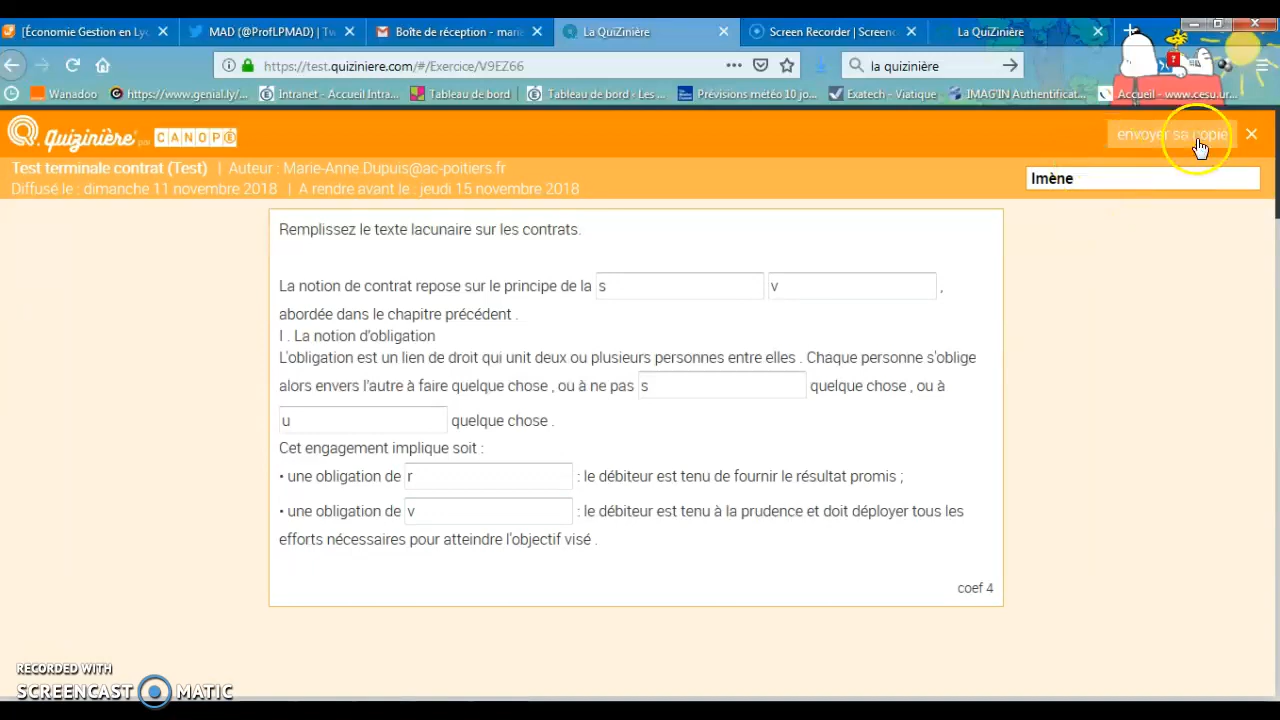 [Économie Gestion en Lyc
MAD (@ProfLPMAD) | Tw
Boîte de réception - marie
La QuiZinière
Screen Recorder | Screenc
La QuiZinière
https://test.quiziniere.com/#/Exercice/V9EZ66
la quizinière
Wanadoo
https://www.genial.ly/...
Intranet - Accueil Intra...
Tableau de bord
Tableau de bord ‹ Les ...
Prévisions météo 10 jo...
Exatech - Viatique
IMAG'IN Authentificat...
Accueil - www.cesu.ur...
Quizinière par CANOPÉ
envoyer sa copie
Test terminale contrat (Test) | Auteur : Marie-Anne Dupuis@ac-poitiers.fr
Diffusé le : dimanche 11 novembre 2018 | A rendre avant le : jeudi 15 novembre 2018
Imène
Remplissez le texte lacunaire sur les contrats.
La notion de contrat repose sur le principe de la s v ,
abordée dans le chapitre précédent .
I . La notion d'obligation
L'obligation est un lien de droit qui unit deux ou plusieurs personnes entre elles . Chaque personne s'oblige
alors envers l'autre à faire quelque chose , ou à ne pas s quelque chose , ou à
u quelque chose .
Cet engagement implique soit :
• une obligation de r : le débiteur est tenu de fournir le résultat promis ;
• une obligation de v : le débiteur est tenu à la prudence et doit déployer tous les
efforts nécessaires pour atteindre l'objectif visé .
coef 4
RECORDED WITH
SCREENCAST MATIC